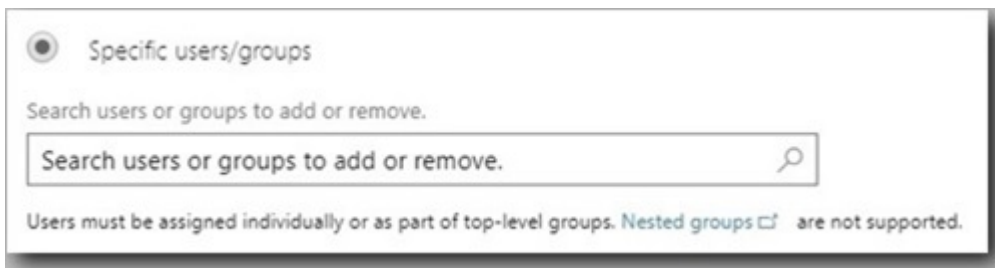 Specific users/groups
Search users or groups to add or remove.
Search users or groups to add or remove.
Users must be assigned individually or as part of top-level groups. Nested groups are not supported.